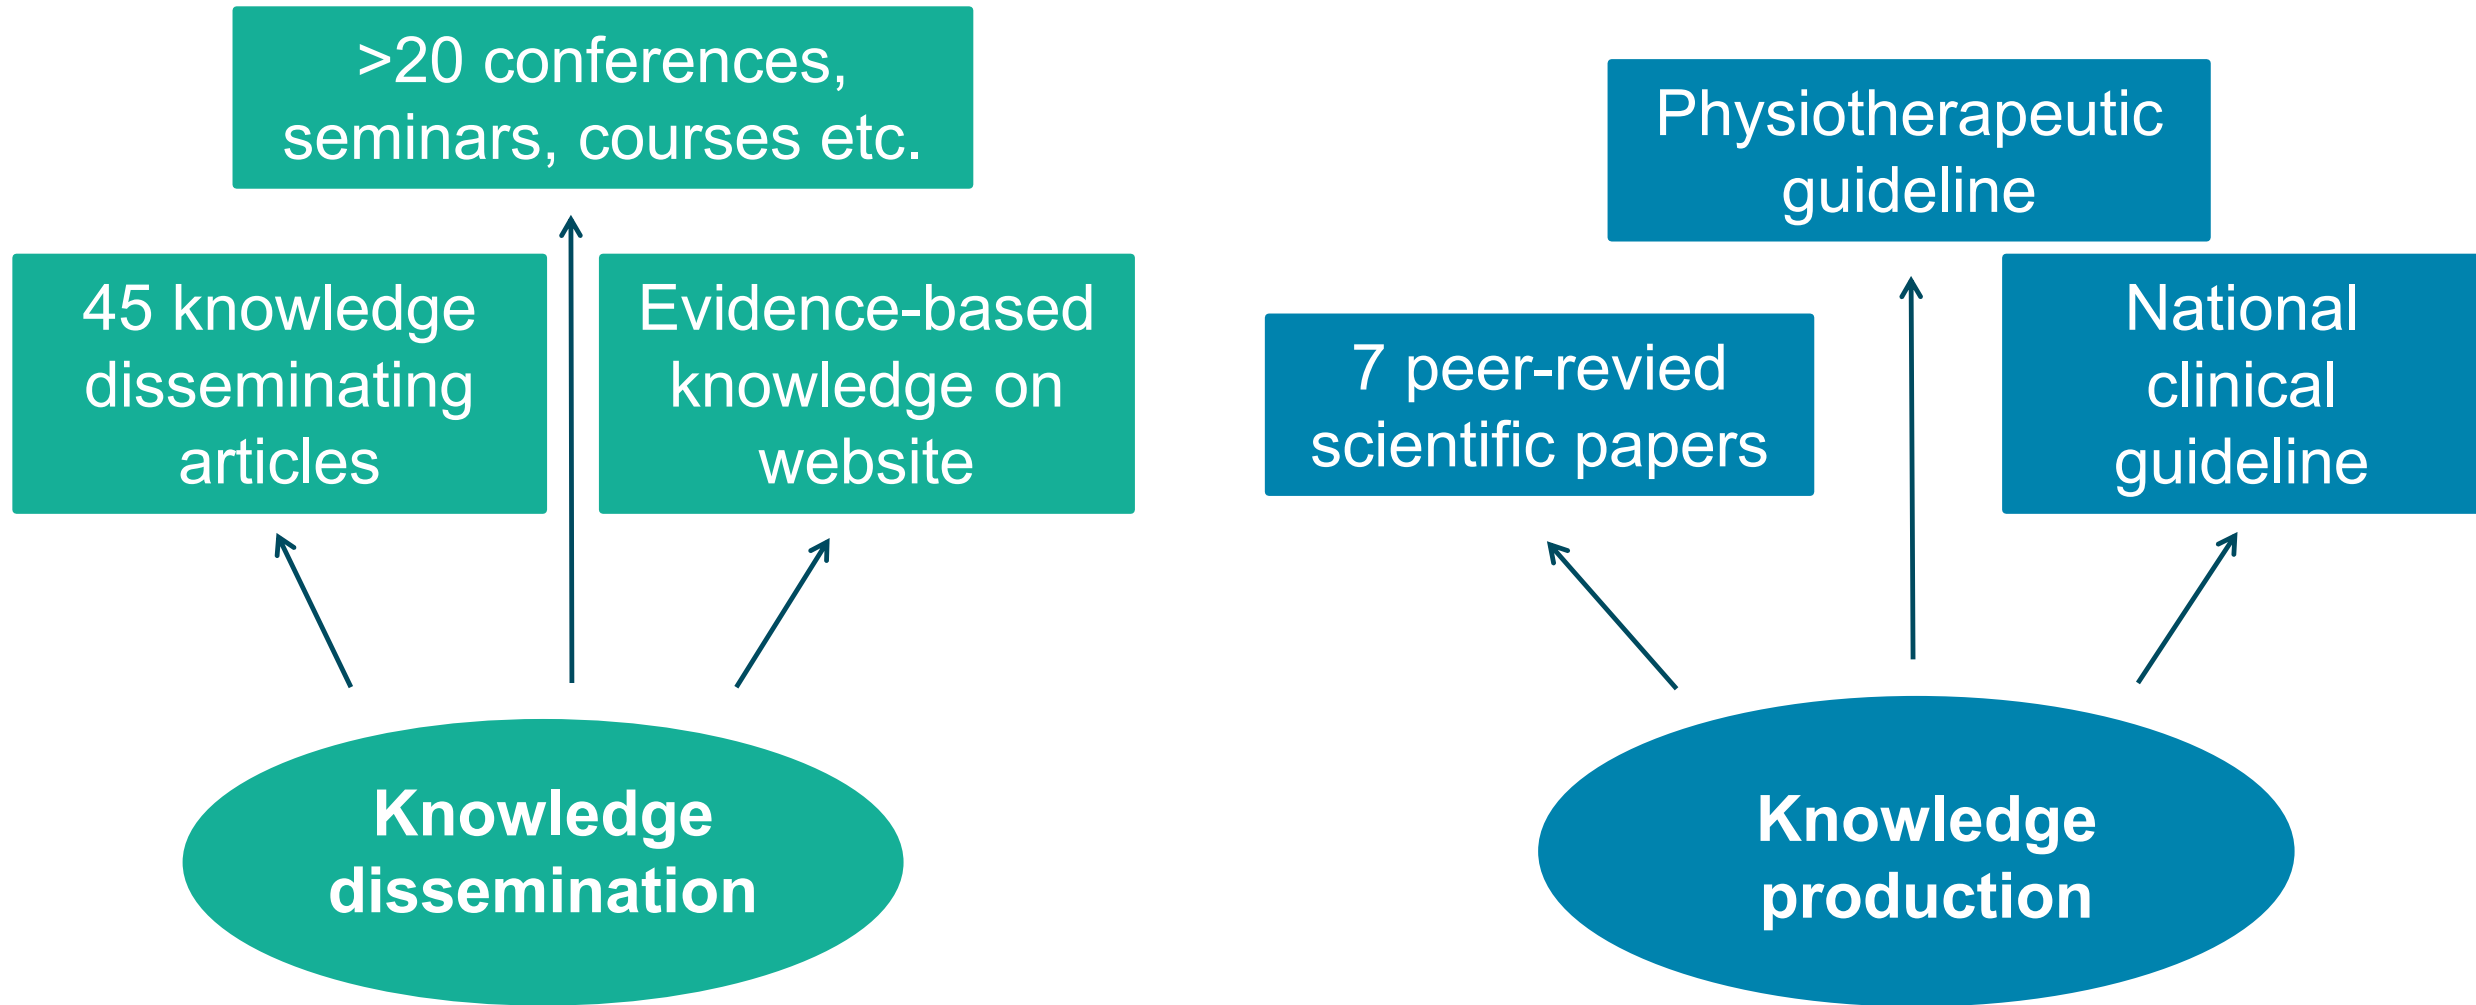 >20 conferences,
seminars, courses etc.
45 knowledge
disseminating
articles
Evidence-based
knowledge on
website
Knowledge
dissemination
Physiotherapeutic
guideline
7 peer-revied
scientific papers
National
clinical
guideline
Knowledge
production